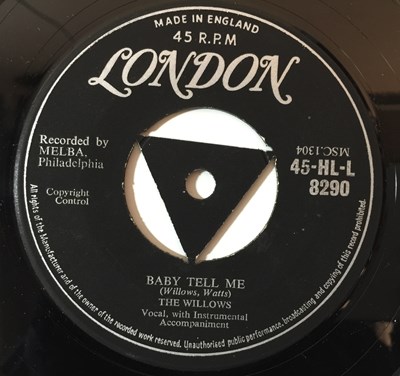 MADE IN ENGLAND
45 R.P.M
LONDON
Recorded by
MELBA,
Philadelphia
Copyright
Control
MSC.1304
45-HL-L
8290
BABY TELL ME
(Willows, Watts)
THE WILLOWS
Vocal, with Instrumental
Accompaniment
All rights of the Manufacturer and of the owner of the recorded work reserved. Unauthorised public performance, broadcasting and copying of this record prohibited.